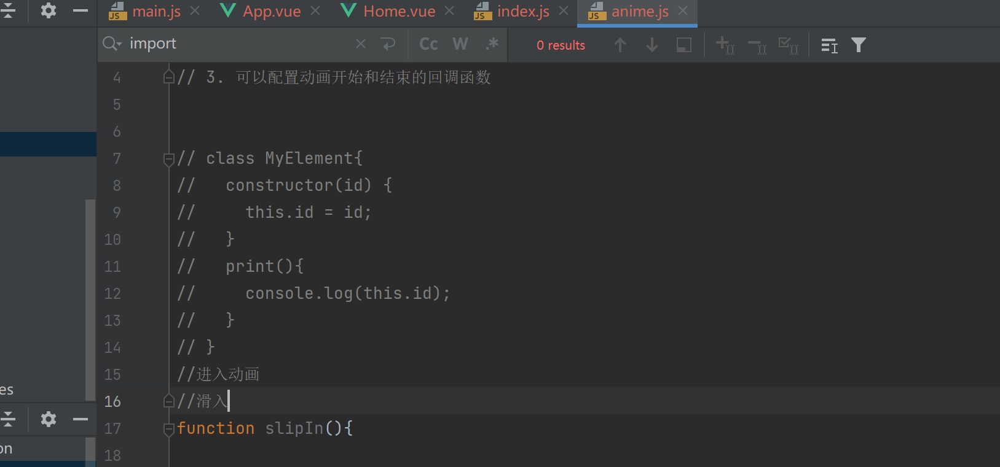 main.js App.vue Home.vue index.js anime.js
import Cc W .* 0 results
4 // 3. 可以配置动画开始和结束的回调函数
5
6
7 // class MyElement{
8 //   constructor(id) {
9 //     this.id = id;
10 //   }
11 //   print(){
12 //     console.log(this.id);
13 //   }
14 // }
15 //进入动画
es
16 //滑入
17 function slipIn(){
on
18